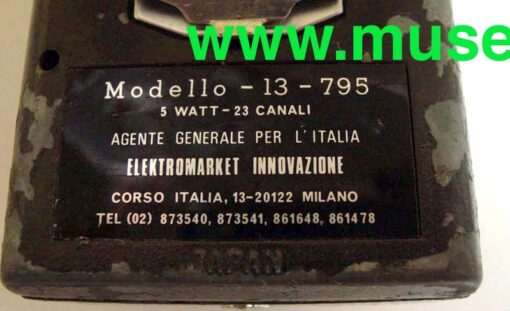 www.muse
Modello - 13 - 795
5 WATT - 23 CANALI
AGENTE GENERALE PER L'ITALIA
ELEKTROMARKET INNOVAZIONE
CORSO ITALIA, 13-20122 MILANO
TEL (02) 873540, 873541, 861648, 861478
JAPAN